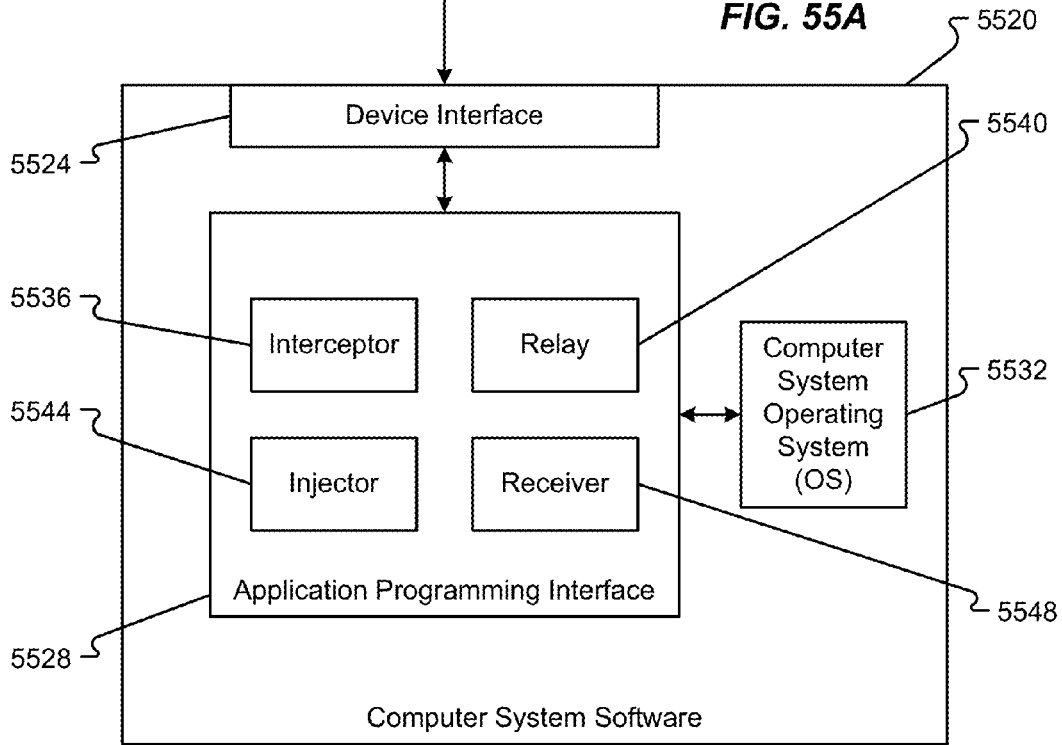 FIG. 55A
5520
Device Interface
5524
5540
5536
Interceptor
Relay
Computer
System
Operating
System
(OS)
5532
5544
Injector
Receiver
Application Programming Interface
5548
5528
Computer System Software